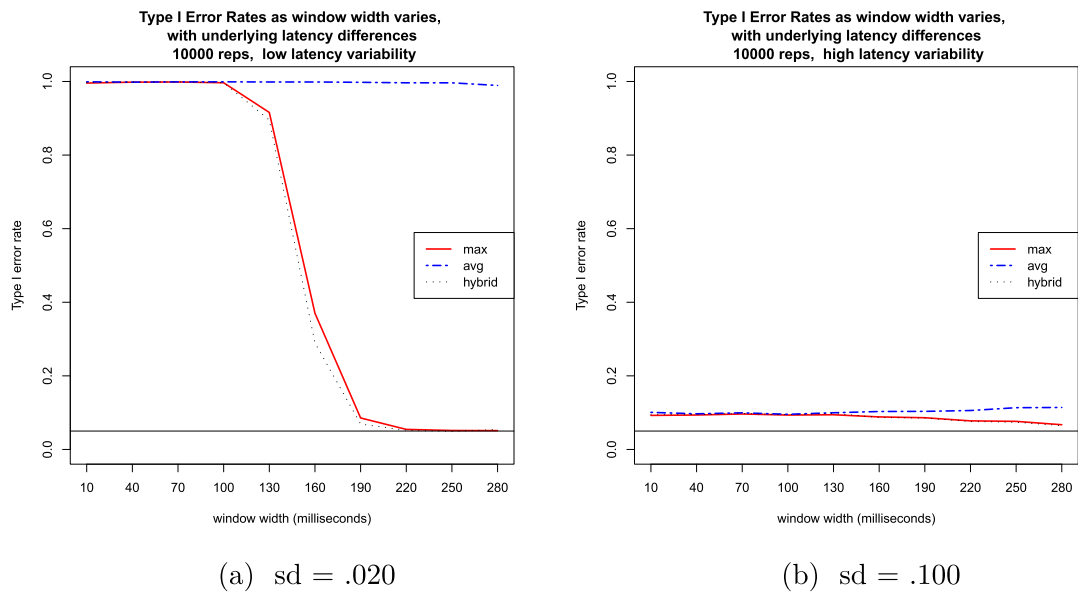 Type I Error Rates as window width varies,
with underlying latency differences
10000 reps,  low latency variability
Type I error rate
1.0
0.8
0.6
0.4
0.2
0.0
max
avg
hybrid
10 40 70 100 130 160 190 220 250 280
window width (milliseconds)
(a) sd = .020
Type I Error Rates as window width varies,
with underlying latency differences
10000 reps,  high latency variability
Type I error rate
1.0
0.8
0.6
0.4
0.2
0.0
max
avg
hybrid
10 40 70 100 130 160 190 220 250 280
window width (milliseconds)
(b) sd = .100